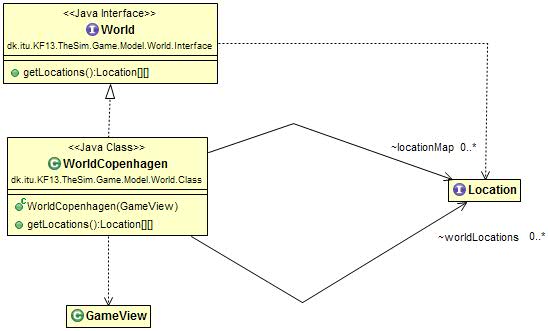 <<Java Interface>>
I World
dk.itu.KF13.TheSim.Game.Model.World.Interface
getLocations():Location[][]
<<Java Class>>
C WorldCopenhagen
dk.itu.KF13.TheSim.Game.Model.World.Class
C WorldCopenhagen(GameView)
getLocations():Location[][]
~locationMap 0..*
I Location
~worldLocations 0..*
C GameView